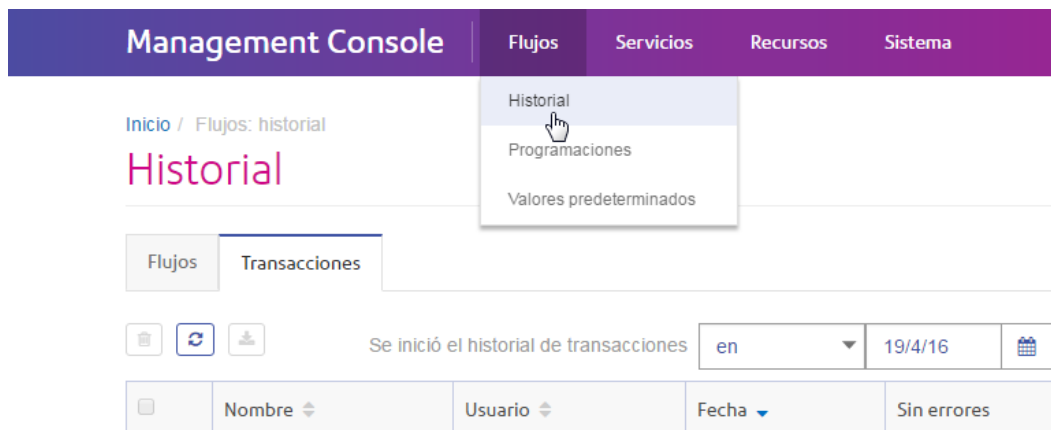 Management Console Flujos Servicios Recursos Sistema
Historial
Inicio / Flujos: historial
Programaciones
Historial
Valores predeterminados
Flujos Transacciones
Se inició el historial de transacciones en 19/4/16
Nombre Usuario Fecha Sin errores